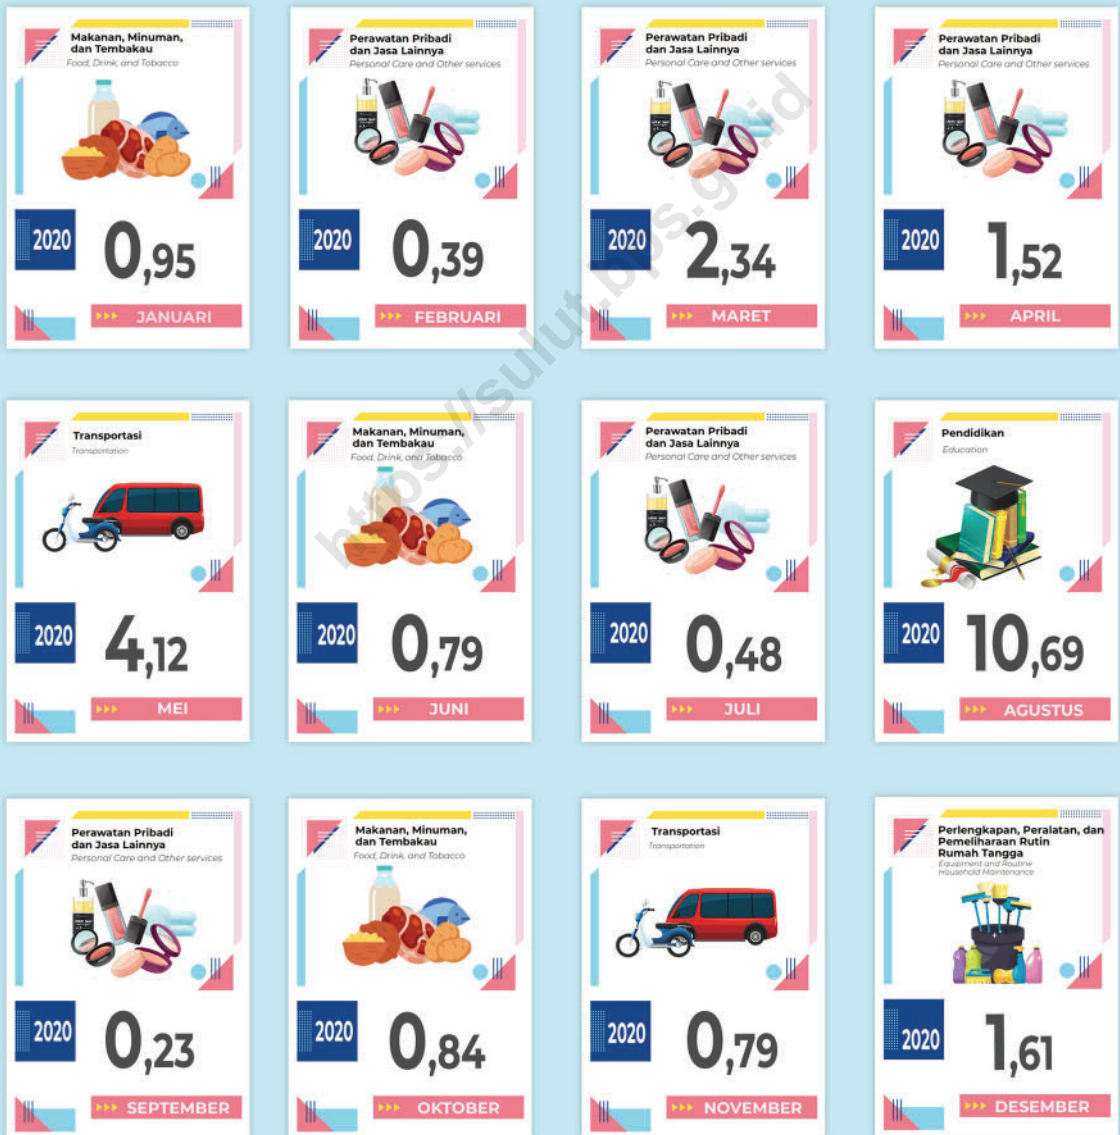 Makanan, Minuman,
dan Tembakau
Food, Drink, and Tobacco
2020
0,95
JANUARI
Perawatan Pribadi
dan Jasa Lainnya
Personal Care and Other services
2020
0,39
FEBRUARI
Perawatan Pribadi
dan Jasa Lainnya
Personal Care and Other services
2020
2,34
MARET
Perawatan Pribadi
dan Jasa Lainnya
Personal Care and Other services
2020
1,52
APRIL
Transportasi
Transportation
2020
4,12
MEI
Makanan, Minuman,
dan Tembakau
Food, Drink, and Tobacco
2020
0,79
JUNI
Perawatan Pribadi
dan Jasa Lainnya
Personal Care and Other services
2020
0,48
JULI
Pendidikan
Education
2020
10,69
AGUSTUS
Perawatan Pribadi
dan Jasa Lainnya
Personal Care and Other services
2020
0,23
SEPTEMBER
Makanan, Minuman,
dan Tembakau
Food, Drink, and Tobacco
2020
0,84
OKTOBER
Transportasi
Transportation
2020
0,79
NOVEMBER
Perlengkapan, Peralatan, dan
Pemeliharaan Rutin
Rumah Tangga
Equipment and Routine
Household Maintenance
2020
1,61
DESEMBER
https://sulut.bps.go.id